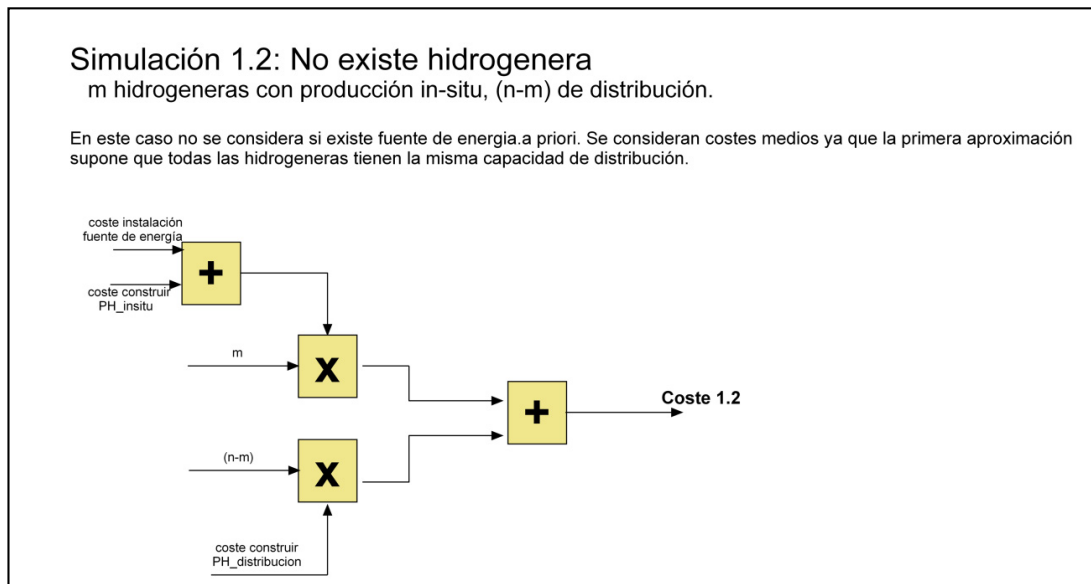 Simulación 1.2: No existe hidrogenera
m hidrogeneras con producción in-situ, (n-m) de distribución.
En este caso no se considera si existe fuente de energia.a priori. Se consideran costes medios ya que la primera aproximación
supone que todas las hidrogeneras tienen la misma capacidad de distribución.
coste instalación
fuente de energía
+
coste construir
PH_insitu
m
x
+
Coste 1.2
(n-m)
x
coste construir
PH_distribucion